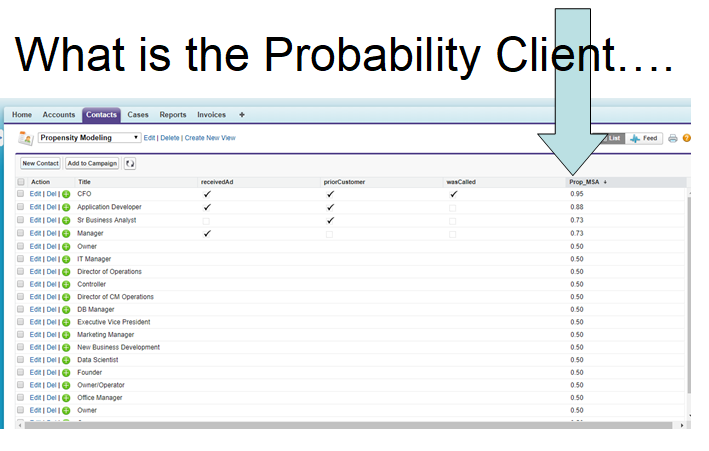 What is the Probability Client….
Home Accounts Contacts Cases Reports Invoices +
Propensity Modeling Edit | Delete | Create New View List Feed
New Contact Add to Campaign
Action Title receivedAd priorCustomer wasCalled Prop_MSA
Edit | Del | CFO 0.95
Edit | Del | Application Developer 0.88
Edit | Del | Sr Business Analyst 0.73
Edit | Del | Manager 0.73
Edit | Del | Owner 0.50
Edit | Del | IT Manager 0.50
Edit | Del | Director of Operations 0.50
Edit | Del | Controller 0.50
Edit | Del | Director of CM Operations 0.50
Edit | Del | DB Manager 0.50
Edit | Del | Executive Vice President 0.50
Edit | Del | Marketing Manager 0.50
Edit | Del | New Business Development 0.50
Edit | Del | Data Scientist 0.50
Edit | Del | Founder 0.50
Edit | Del | Owner/Operator 0.50
Edit | Del | Office Manager 0.50
Edit | Del | Owner 0.50